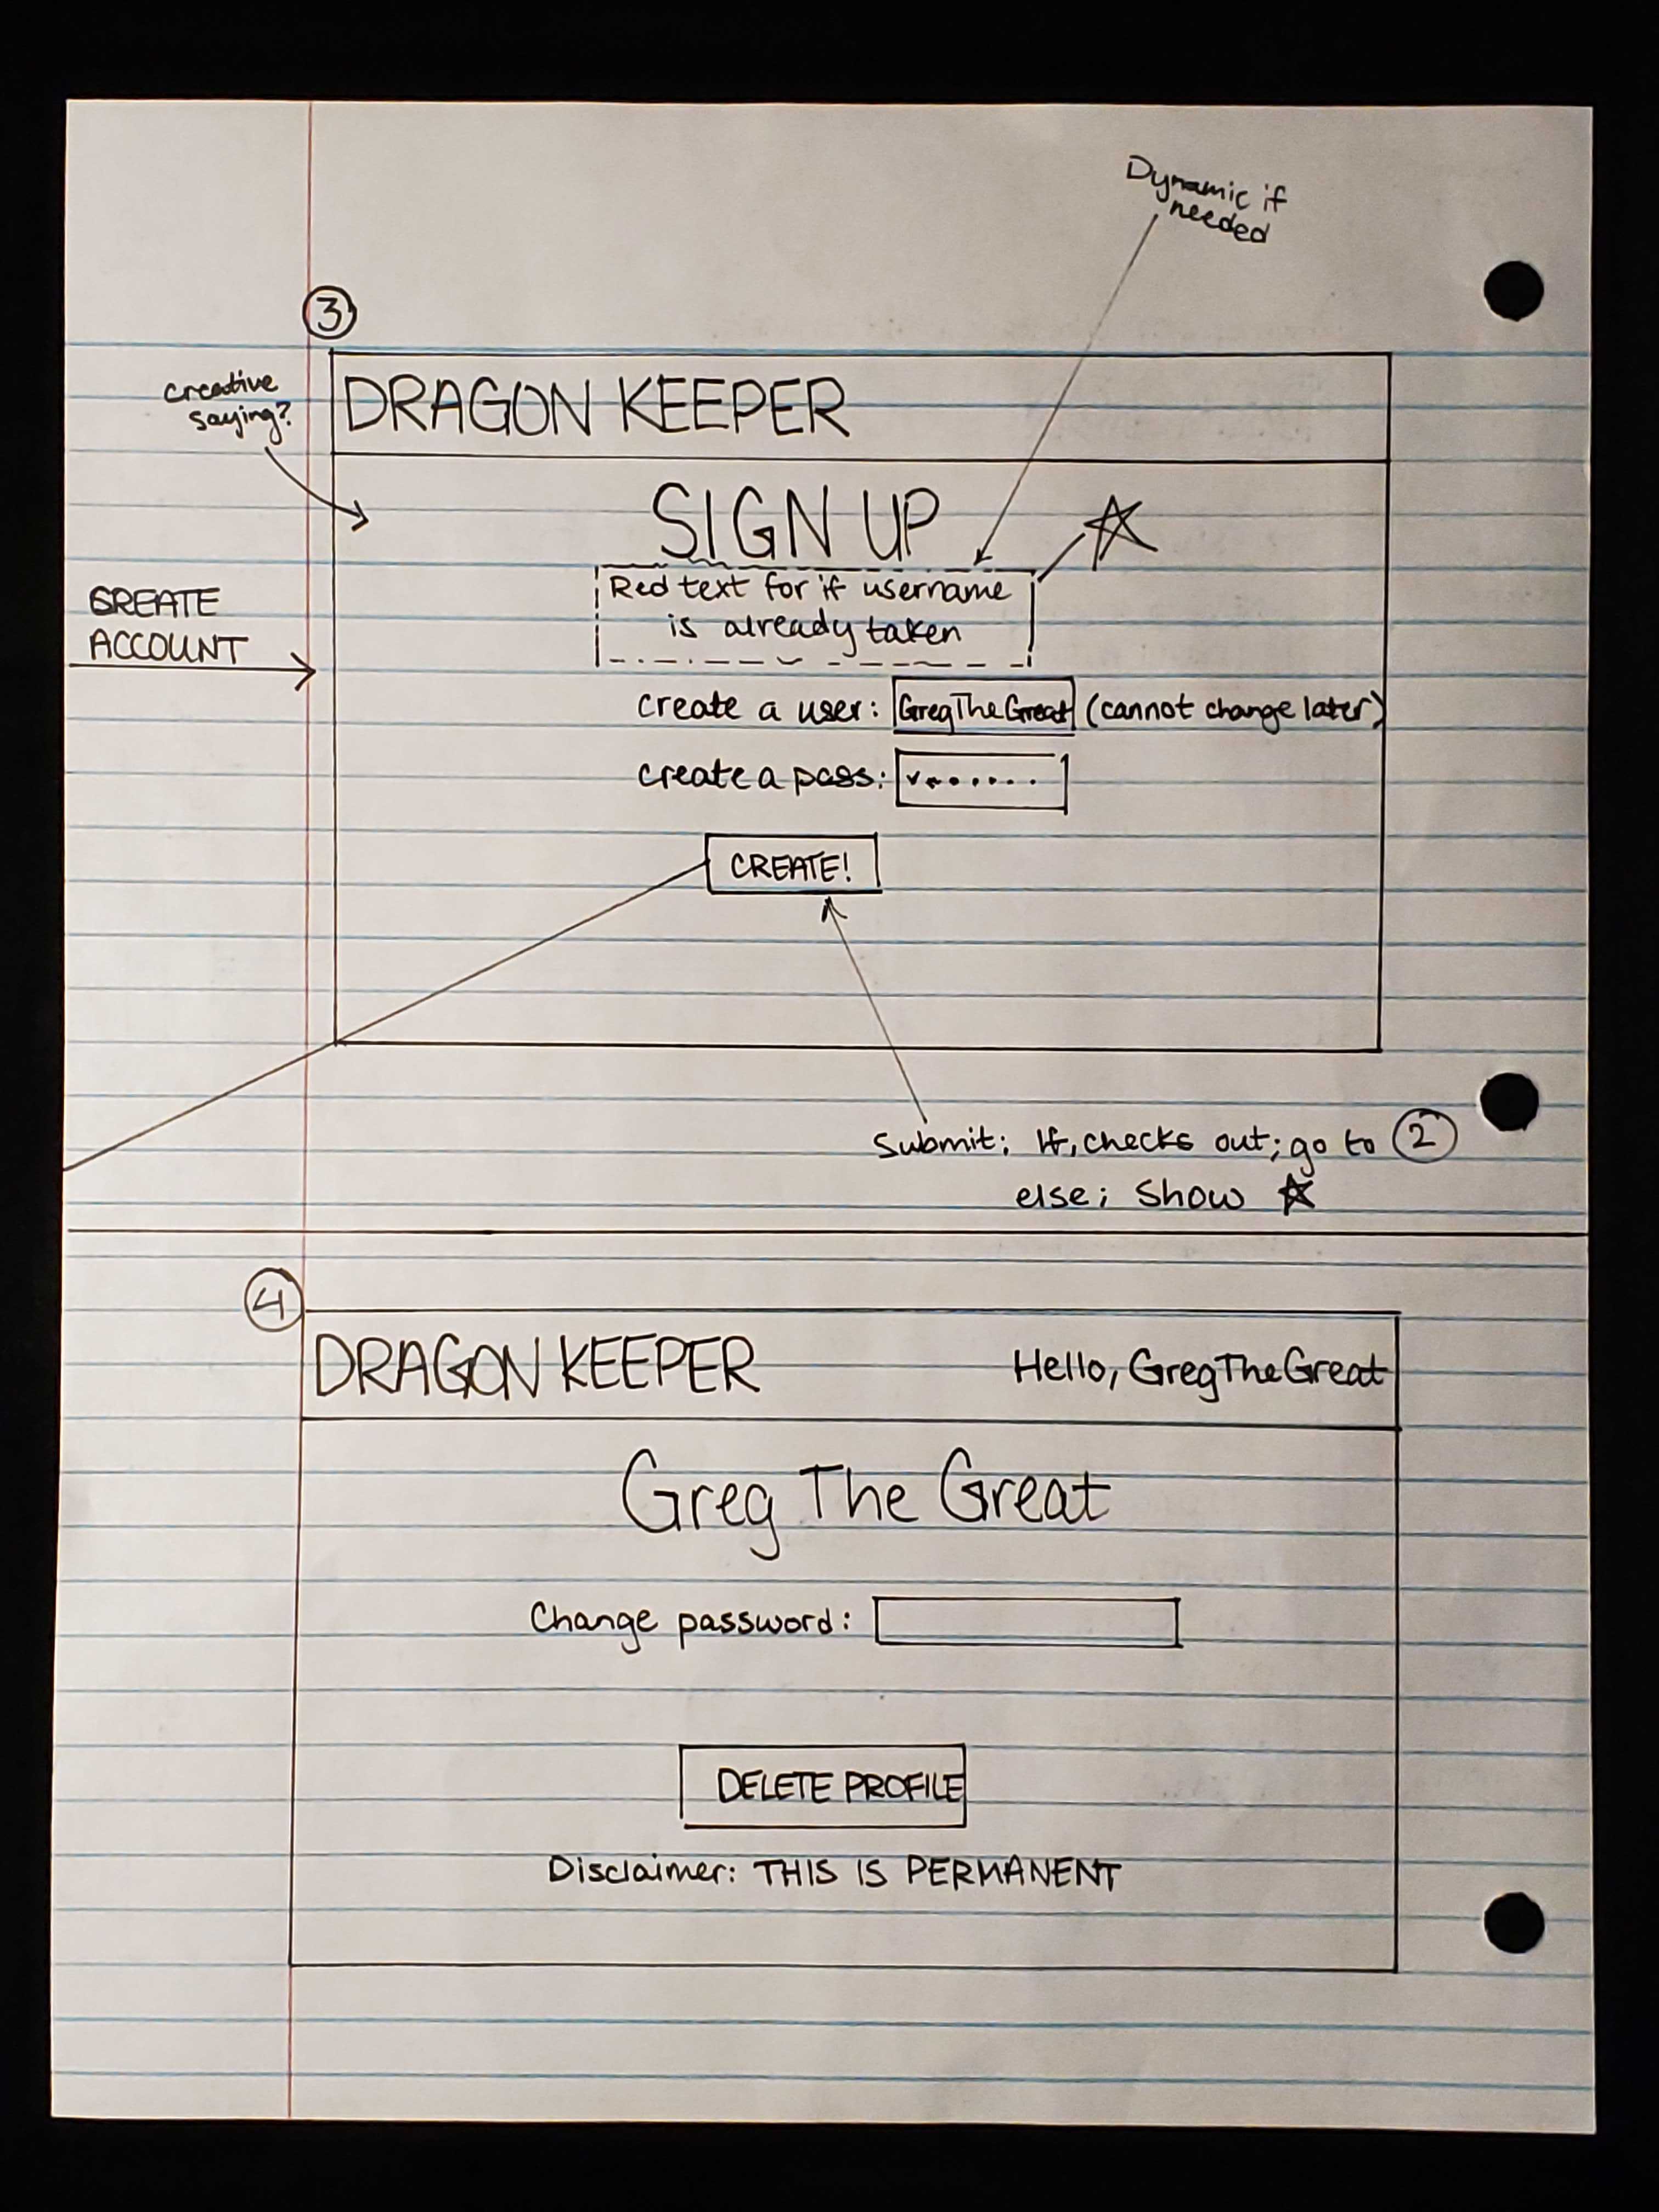 Dynamic if
needed
3
creative
saying?
DRAGON KEEPER
SIGN UP
Red text for if username
is already taken
CREATE
ACCOUNT
create a user: GregTheGreat (cannot change later)
create a pass:
CREATE!
Submit: If, checks out; go to 2
else; show
4
DRAGON KEEPER Hello, GregTheGreat
Greg The Great
Change password:
DELETE PROFILE
Disclaimer: THIS IS PERMANENT